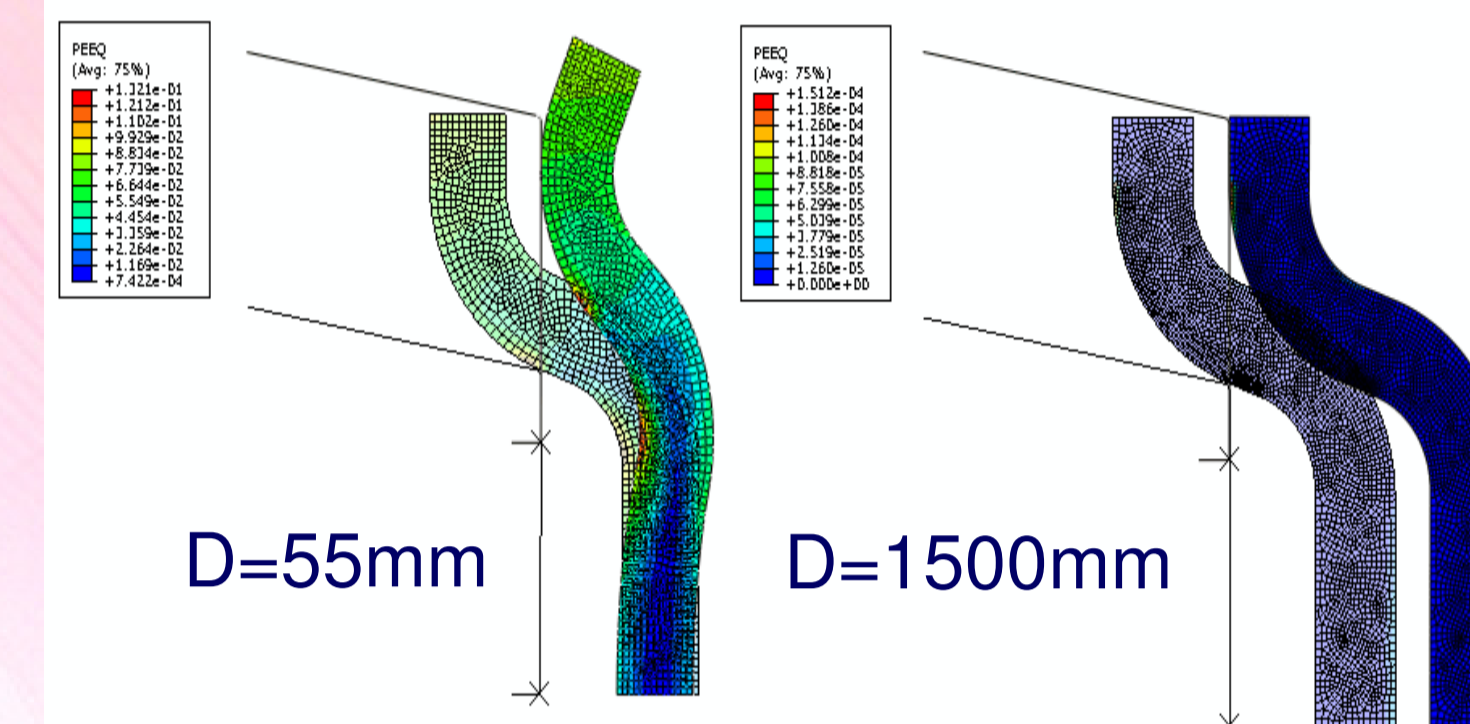 PEEQ
(Avg: 75%)
+1.321e-01
+1.212e-01
+1.102e-01
+9.929e-02
+8.834e-02
+7.739e-02
+6.644e-02
+5.549e-02
+4.454e-02
+3.359e-02
+2.264e-02
+1.169e-02
+7.422e-04
D=55mm
PEEQ
(Avg: 75%)
+1.512e-04
+1.386e-04
+1.260e-04
+1.134e-04
+1.008e-04
+8.818e-05
+7.558e-05
+6.299e-05
+5.039e-05
+3.779e-05
+2.519e-05
+1.260e-05
+0.000e+00
D=1500mm